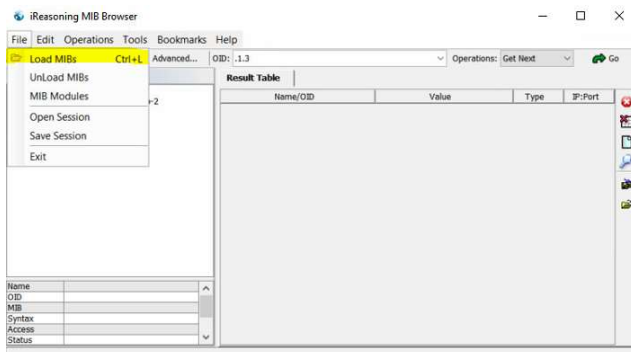 iReasoning MIB Browser
File Edit Operations Tools Bookmarks Help
Load MIBs Ctrl+L Advanced... OID: .1.3 Operations: Get Next Go
UnLoad MIBs
MIB Modules
Open Session
Save Session
Exit
Result Table
Name/OID Value Type IP:Port
-2
Name
OID
MIB
Syntax
Access
Status